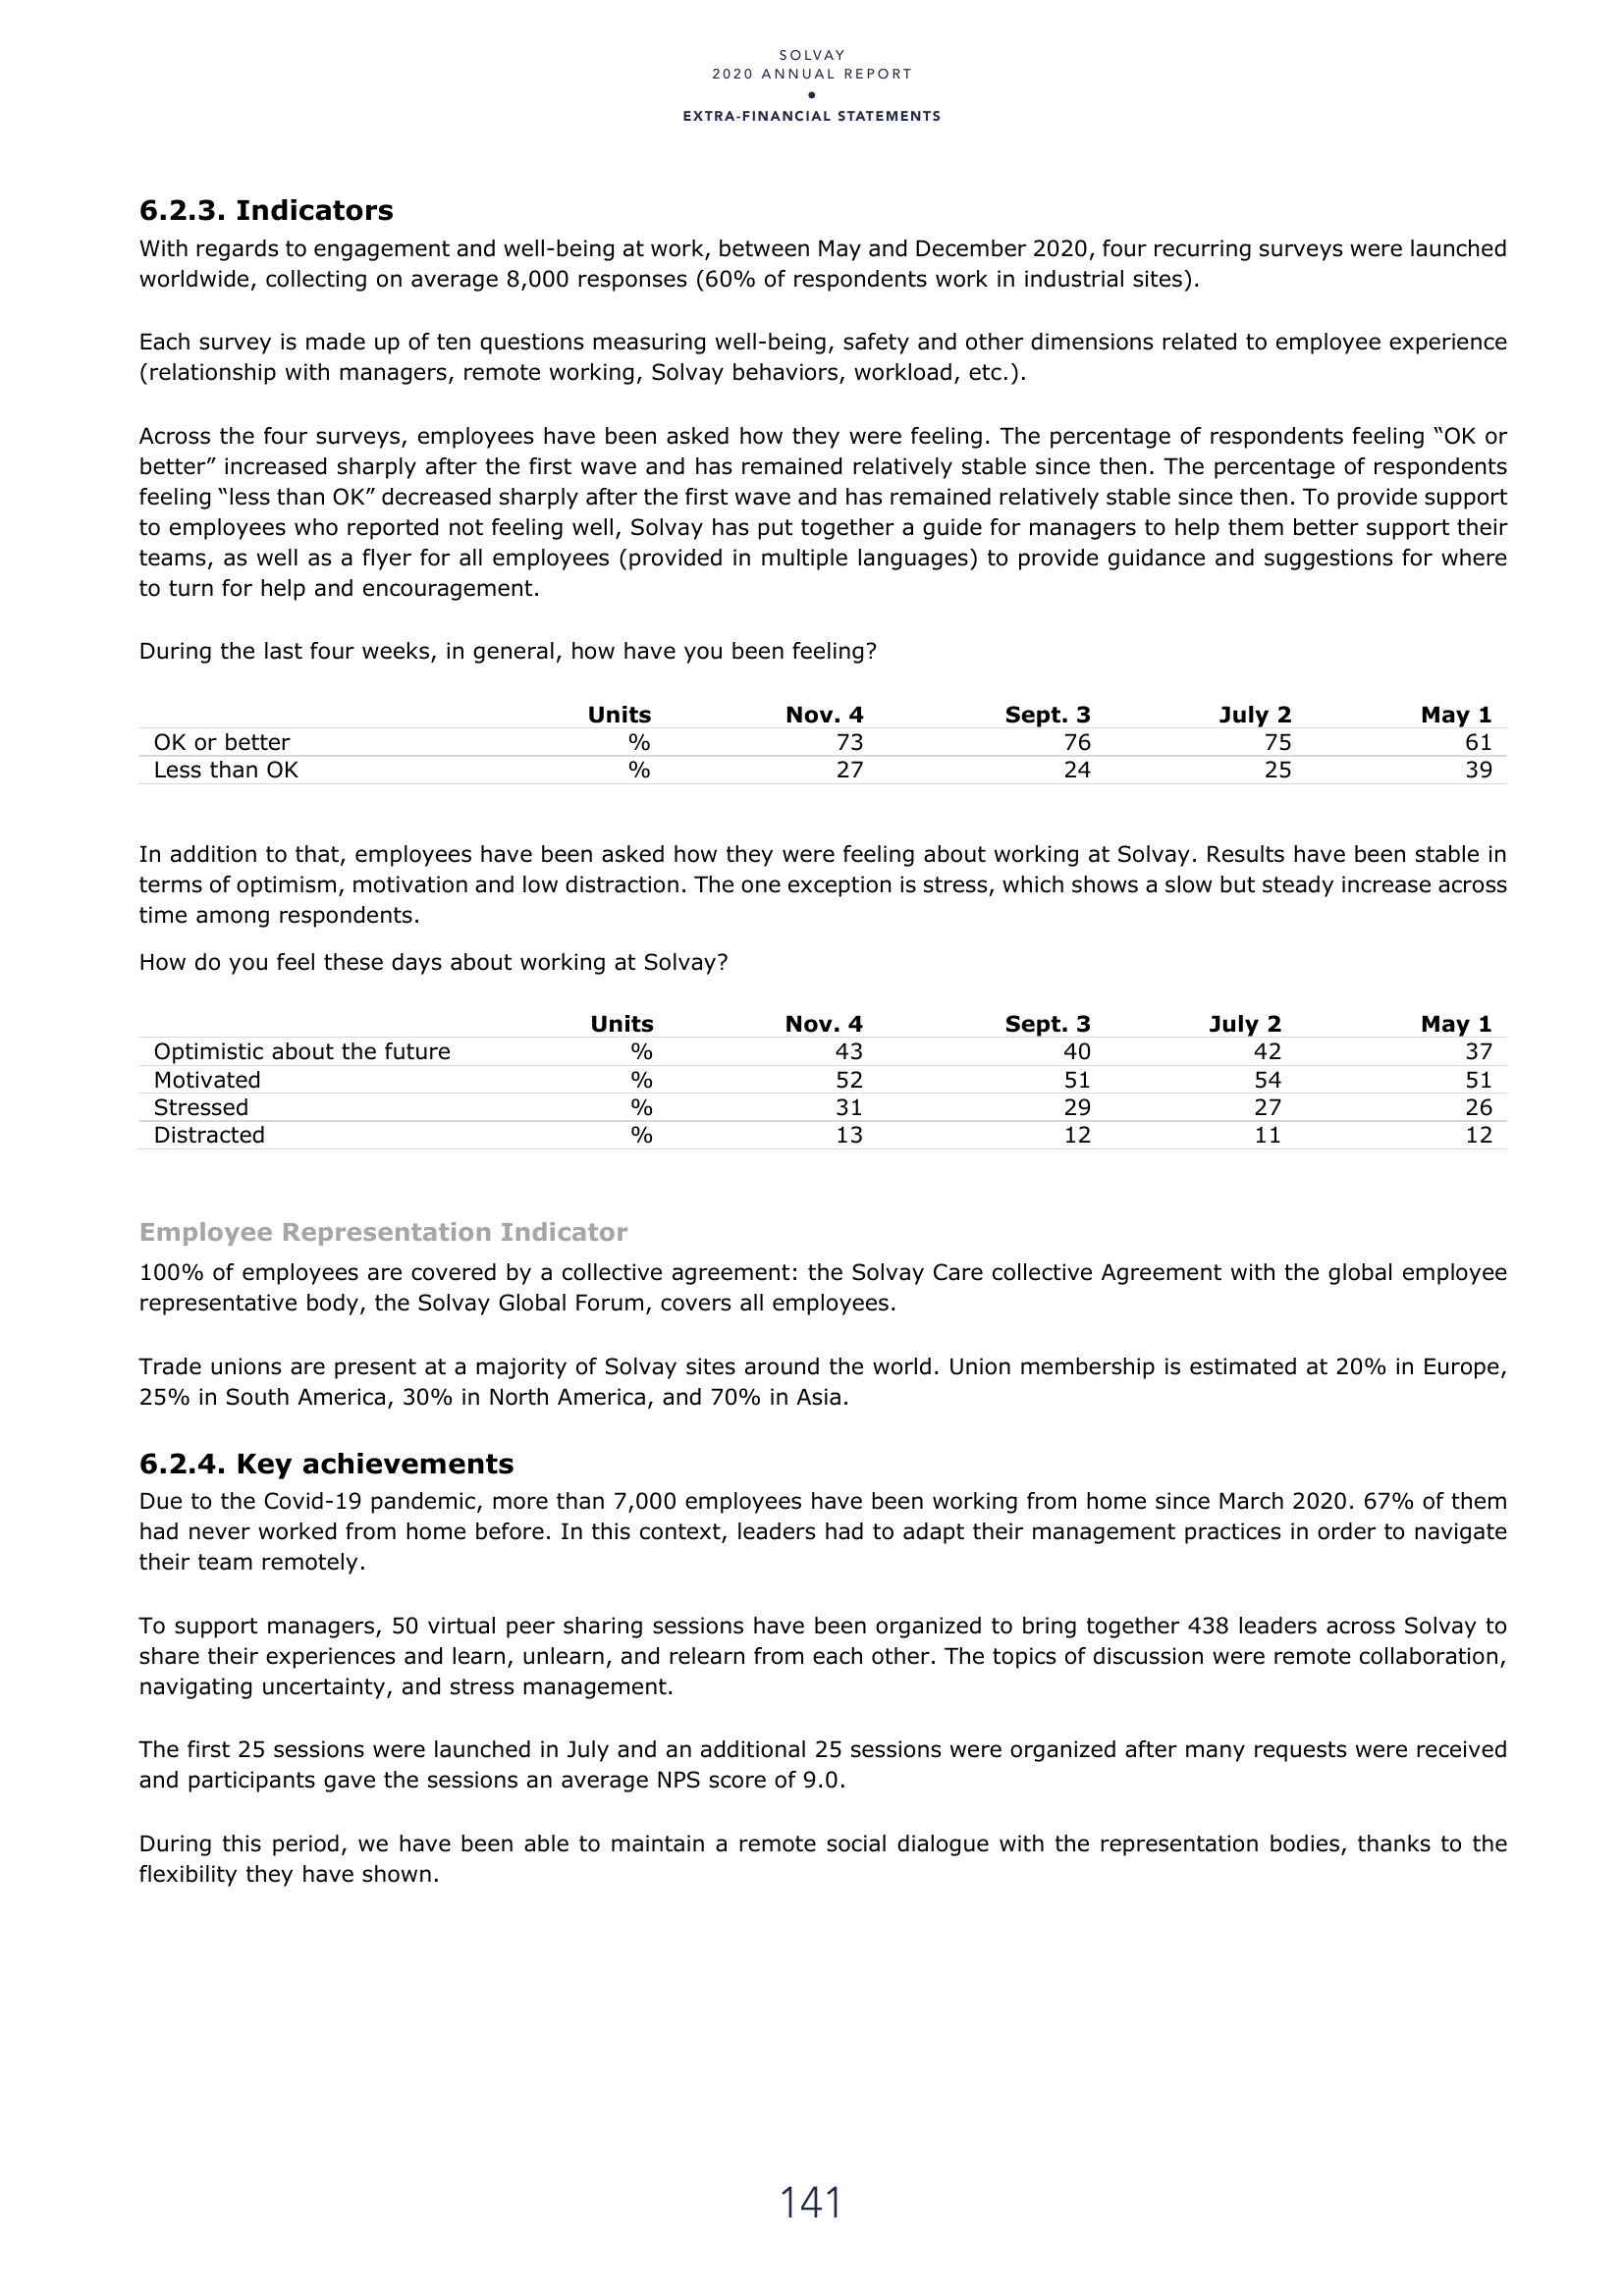 SOLVAY
2020 ANNUAL REPORT
•
EXTRA-FINANCIAL STATEMENTS
6.2.3. Indicators
With regards to engagement and well-being at work, between May and December 2020, four recurring surveys were launched
worldwide, collecting on average 8,000 responses (60% of respondents work in industrial sites).
Each survey is made up of ten questions measuring well-being, safety and other dimensions related to employee experience
(relationship with managers, remote working, Solvay behaviors, workload, etc.).
Across the four surveys, employees have been asked how they were feeling. The percentage of respondents feeling “OK or
better” increased sharply after the first wave and has remained relatively stable since then. The percentage of respondents
feeling “less than OK” decreased sharply after the first wave and has remained relatively stable since then. To provide support
to employees who reported not feeling well, Solvay has put together a guide for managers to help them better support their
teams, as well as a flyer for all employees (provided in multiple languages) to provide guidance and suggestions for where
to turn for help and encouragement.
During the last four weeks, in general, how have you been feeling?
Units Nov. 4 Sept. 3 July 2 May 1
OK or better % 73 76 75 61
Less than OK % 27 24 25 39
In addition to that, employees have been asked how they were feeling about working at Solvay. Results have been stable in
terms of optimism, motivation and low distraction. The one exception is stress, which shows a slow but steady increase across
time among respondents.
How do you feel these days about working at Solvay?
Units Nov. 4 Sept. 3 July 2 May 1
Optimistic about the future % 43 40 42 37
Motivated % 52 51 54 51
Stressed % 31 29 27 26
Distracted % 13 12 11 12
Employee Representation Indicator
100% of employees are covered by a collective agreement: the Solvay Care collective Agreement with the global employee
representative body, the Solvay Global Forum, covers all employees.
Trade unions are present at a majority of Solvay sites around the world. Union membership is estimated at 20% in Europe,
25% in South America, 30% in North America, and 70% in Asia.
6.2.4. Key achievements
Due to the Covid-19 pandemic, more than 7,000 employees have been working from home since March 2020. 67% of them
had never worked from home before. In this context, leaders had to adapt their management practices in order to navigate
their team remotely.
To support managers, 50 virtual peer sharing sessions have been organized to bring together 438 leaders across Solvay to
share their experiences and learn, unlearn, and relearn from each other. The topics of discussion were remote collaboration,
navigating uncertainty, and stress management.
The first 25 sessions were launched in July and an additional 25 sessions were organized after many requests were received
and participants gave the sessions an average NPS score of 9.0.
During this period, we have been able to maintain a remote social dialogue with the representation bodies, thanks to the
flexibility they have shown.
141